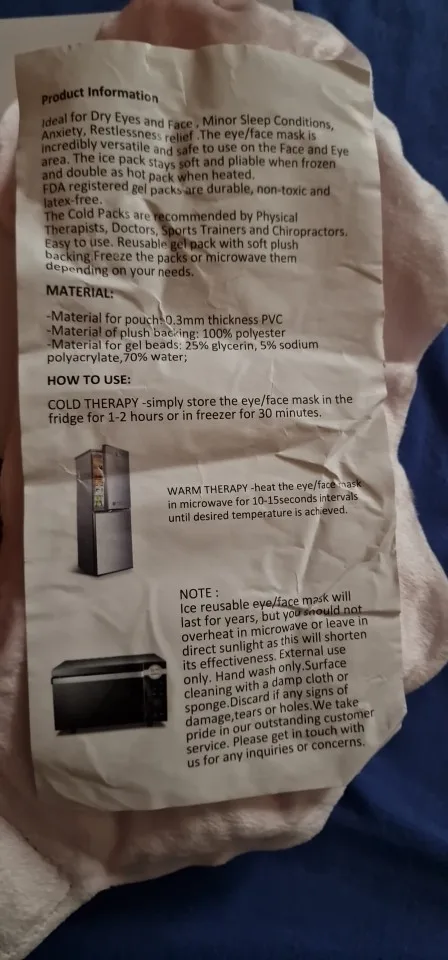 Product Information
Ideal for Dry Eyes and Face , Minor Sleep Conditions,
Anxiety, Restlessness relief .The eye/face mask is
incredibly versatile and safe to use on the Face and Eye
area. The ice pack stays soft and pliable when frozen
and double as hot pack when heated.
FDA registered gel packs are durable, non-toxic and
latex-free.
The Cold Packs are recommended by Physical
Therapists, Doctors, Sports Trainers and Chiropractors.
Easy to use. Reusable gel pack with soft plush
backing.Freeze the packs or microwave them
depending on your needs.
MATERIAL:
-Material for pouch:0.3mm thickness PVC
-Material of plush backing: 100% polyester
-Material for gel beads: 25% glycerin, 5% sodium
polyacrylate,70% water;
HOW TO USE:
COLD THERAPY -simply store the eye/face mask in the
fridge for 1-2 hours or in freezer for 30 minutes.
WARM THERAPY -heat the eye/face mask
in microwave for 10-15seconds intervals
until desired temperature is achieved.
NOTE :
Ice reusable eye/face mask will
last for years, but you should not
overheat in microwave or leave in
direct sunlight as this will shorten
its effectiveness. External use
only. Hand wash only.Surface
cleaning with a damp cloth or
sponge.Discard if any signs of
damage,tears or holes.We take
pride in our outstanding customer
service. Please get in touch with
us for any inquiries or concerns.